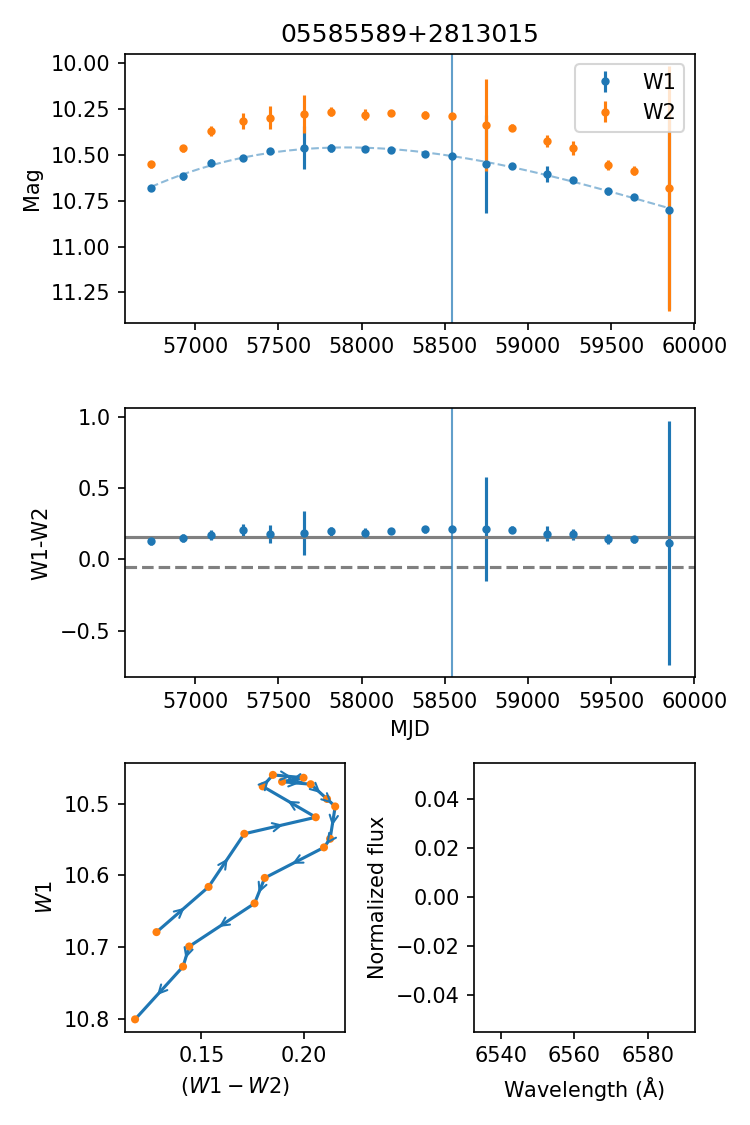 05585589+2813015
10.00
10.25
10.50
10.75
11.00
11.25
Mag
W1
W2
57000 57500 58000 58500 59000 59500 60000
1.0
0.5
0.0
−0.5
W1-W2
57000 57500 58000 58500 59000 59500 60000
MJD
10.5
10.6
10.7
10.8
W1
0.15 0.20
(W1 − W2)
0.04
0.02
0.00
−0.02
−0.04
Normalized flux
6540 6560 6580
Wavelength (Å)